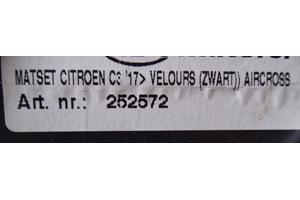 MATSET CITROEN C3 '17> VELOURS (ZWART)) AIRCROSS
Art. nr.: 252572